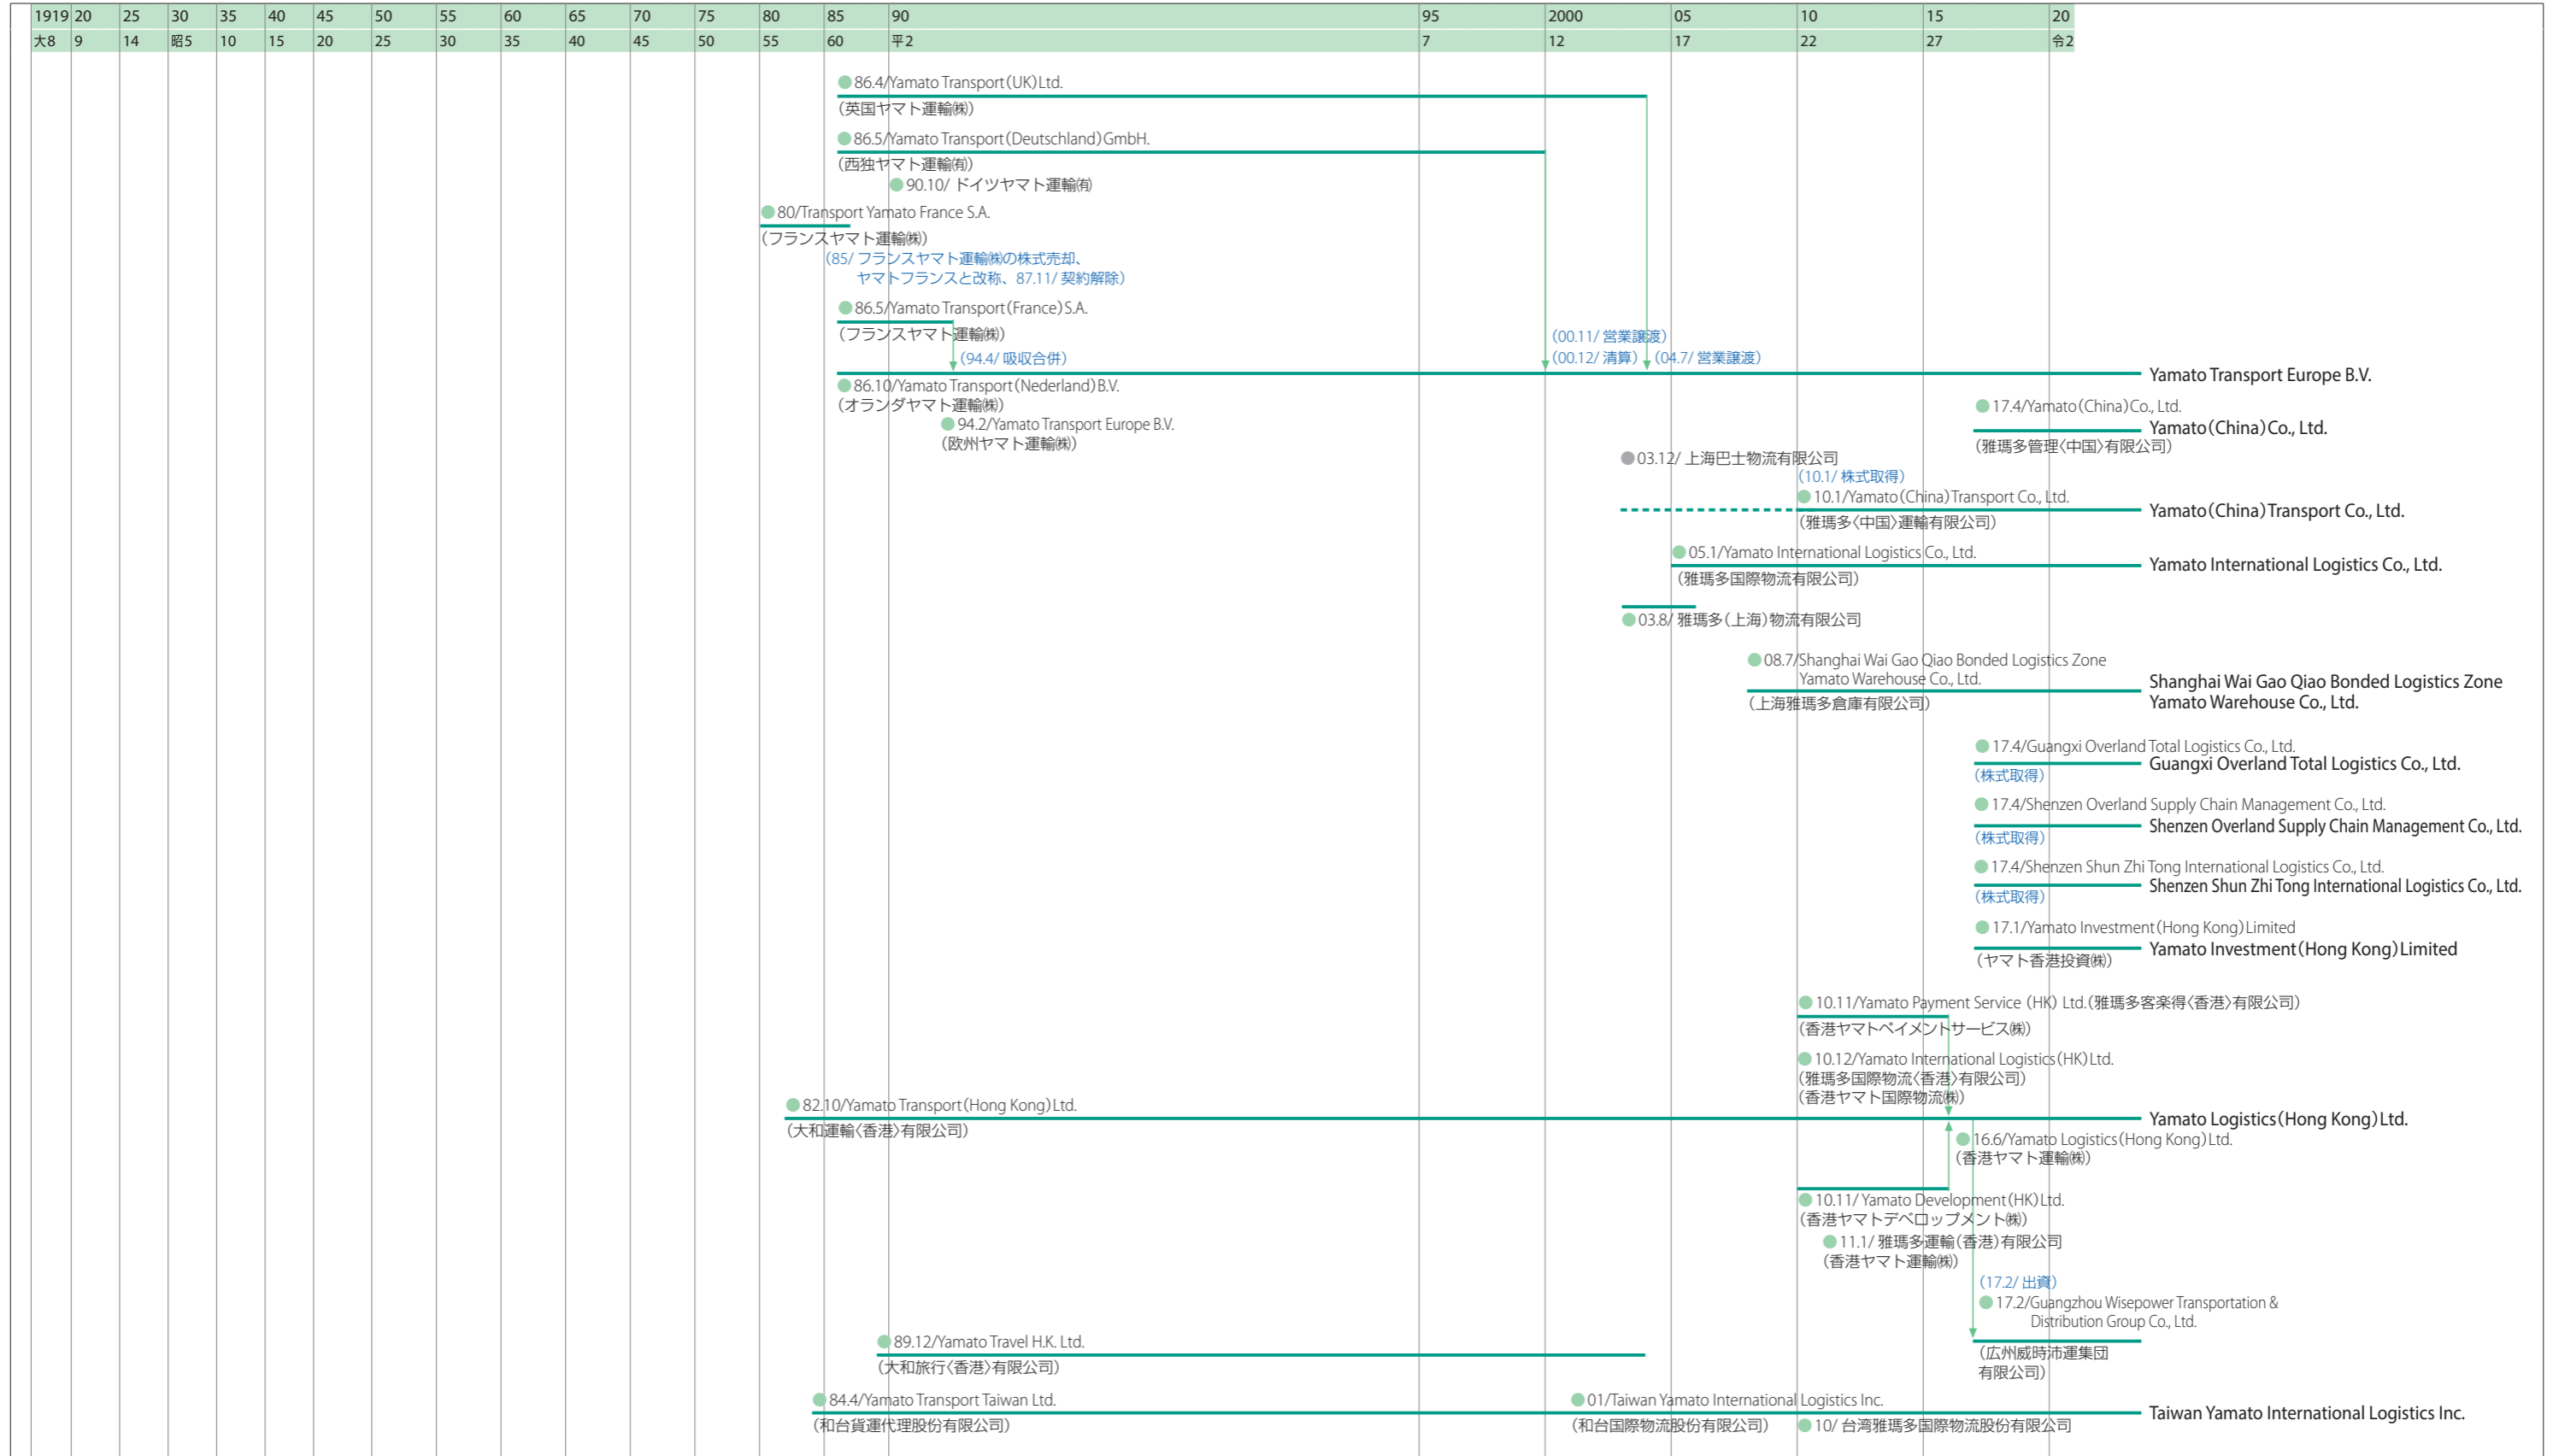 1919 20 25 30 35 40 45 50 55 60 65 70 75 80 85 90 95 2000 05 10 15 20
大8 9 14 昭5 10 15 20 25 30 35 40 45 50 55 60 平2 7 12 17 22 27 令2
86.4/Yamato Transport(UK)Ltd.
(英国ヤマト運輸㈱)
86.5/Yamato Transport(Deutschland)GmbH.
(西独ヤマト運輸㈲)
90.10/ ドイツヤマト運輸㈲
80/Transport Yamato France S.A.
(フランスヤマト運輸㈱)
(85/ フランスヤマト運輸㈱の株式売却、
ヤマトフランスと改称、87.11/ 契約解除)
86.5/Yamato Transport(France)S.A.
(フランスヤマト運輸㈱)
(94.4/ 吸収合併)
(00.11/ 営業譲渡)
(00.12/ 清算)
(04.7/ 営業譲渡)
Yamato Transport Europe B.V.
86.10/Yamato Transport(Nederland)B.V.
(オランダヤマト運輸㈱)
94.2/Yamato Transport Europe B.V.
(欧州ヤマト運輸㈱)
17.4/Yamato(China)Co., Ltd.
Yamato(China)Co., Ltd.
(雅瑪多管理〈中国〉有限公司)
03.12/ 上海巴士物流有限公司
(10.1/ 株式取得)
10.1/Yamato(China)Transport Co., Ltd.
Yamato(China)Transport Co., Ltd.
(雅瑪多〈中国〉運輸有限公司)
05.1/Yamato International Logistics Co., Ltd.
Yamato International Logistics Co., Ltd.
(雅瑪多国際物流有限公司)
03.8/ 雅瑪多(上海)物流有限公司
08.7/Shanghai Wai Gao Qiao Bonded Logistics Zone
Yamato Warehouse Co., Ltd.
Shanghai Wai Gao Qiao Bonded Logistics Zone
Yamato Warehouse Co., Ltd.
(上海雅瑪多倉庫有限公司)
17.4/Guangxi Overland Total Logistics Co., Ltd.
Guangxi Overland Total Logistics Co., Ltd.
(株式取得)
17.4/Shenzen Overland Supply Chain Management Co., Ltd.
Shenzen Overland Supply Chain Management Co., Ltd.
(株式取得)
17.4/Shenzen Shun Zhi Tong International Logistics Co., Ltd.
Shenzen Shun Zhi Tong International Logistics Co., Ltd.
(株式取得)
17.1/Yamato Investment(Hong Kong)Limited
Yamato Investment(Hong Kong)Limited
(ヤマト香港投資㈱)
10.11/Yamato Payment Service (HK) Ltd.(雅瑪多客楽得〈香港〉有限公司)
(香港ヤマトペイメントサービス㈱)
10.12/Yamato International Logistics(HK)Ltd.
(雅瑪多国際物流〈香港〉有限公司)
(香港ヤマト国際物流㈱)
82.10/Yamato Transport(Hong Kong)Ltd.
Yamato Logistics(Hong Kong)Ltd.
(大和運輸〈香港〉有限公司)
16.6/Yamato Logistics(Hong Kong)Ltd.
(香港ヤマト運輸㈱)
10.11/ Yamato Development(HK)Ltd.
(香港ヤマトデベロップメント㈱)
11.1/ 雅瑪多運輸(香港)有限公司
(香港ヤマト運輸㈱)
(17.2/ 出資)
17.2/Guangzhou Wisepower Transportation &
Distribution Group Co., Ltd.
(広州威時沛運集団
有限公司)
89.12/Yamato Travel H.K. Ltd.
(大和旅行〈香港〉有限公司)
84.4/Yamato Transport Taiwan Ltd.
01/Taiwan Yamato International Logistics Inc.
Taiwan Yamato International Logistics Inc.
(和台貨運代理股份有限公司)
(和台国際物流股份有限公司)
10/ 台湾雅瑪多国際物流股份有限公司